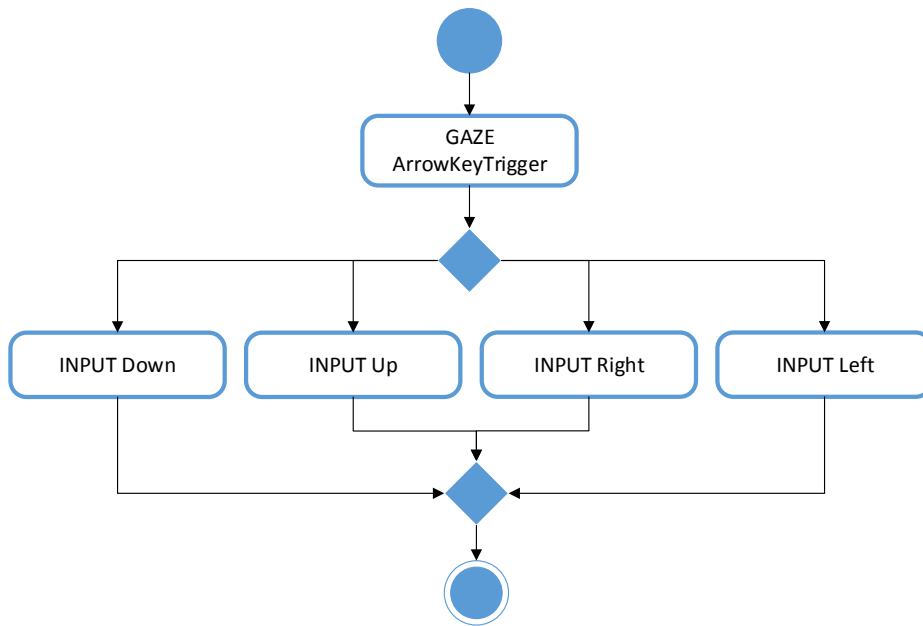 GAZE
ArrowKeyTrigger
INPUT Down
INPUT Up
INPUT Right
INPUT Left